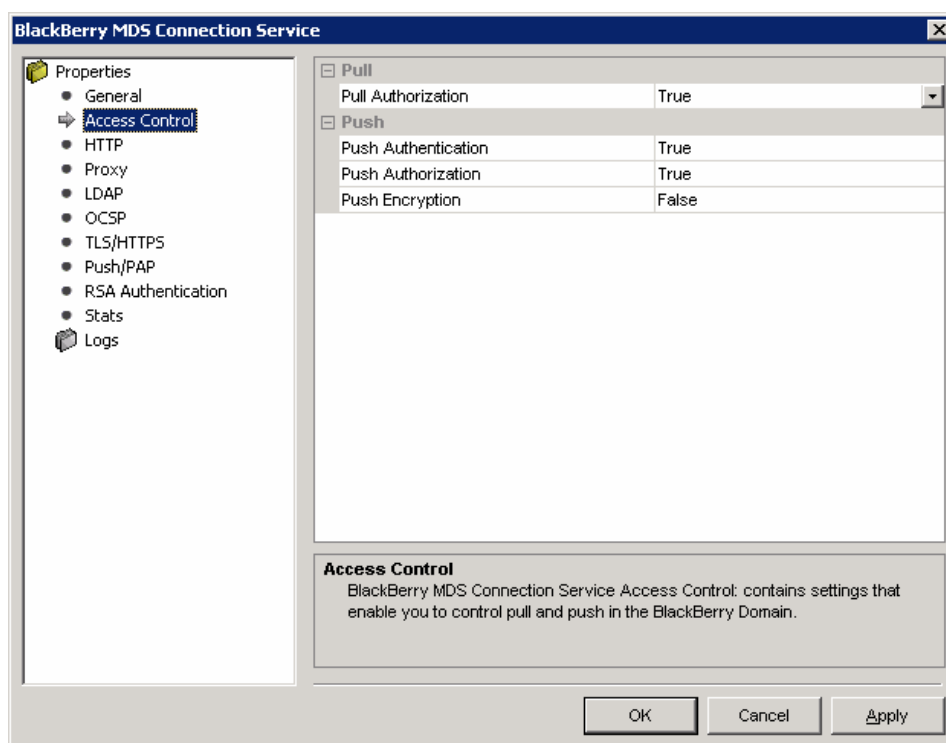 BlackBerry MDS Connection Service
Properties
General
Access Control
HTTP
Proxy
LDAP
OCSP
TLS/HTTPS
Push/PAP
RSA Authentication
Stats
Logs
Pull
Pull Authorization True
Push
Push Authentication True
Push Authorization True
Push Encryption False
Access Control
BlackBerry MDS Connection Service Access Control: contains settings that
enable you to control pull and push in the BlackBerry Domain.
OK Cancel Apply